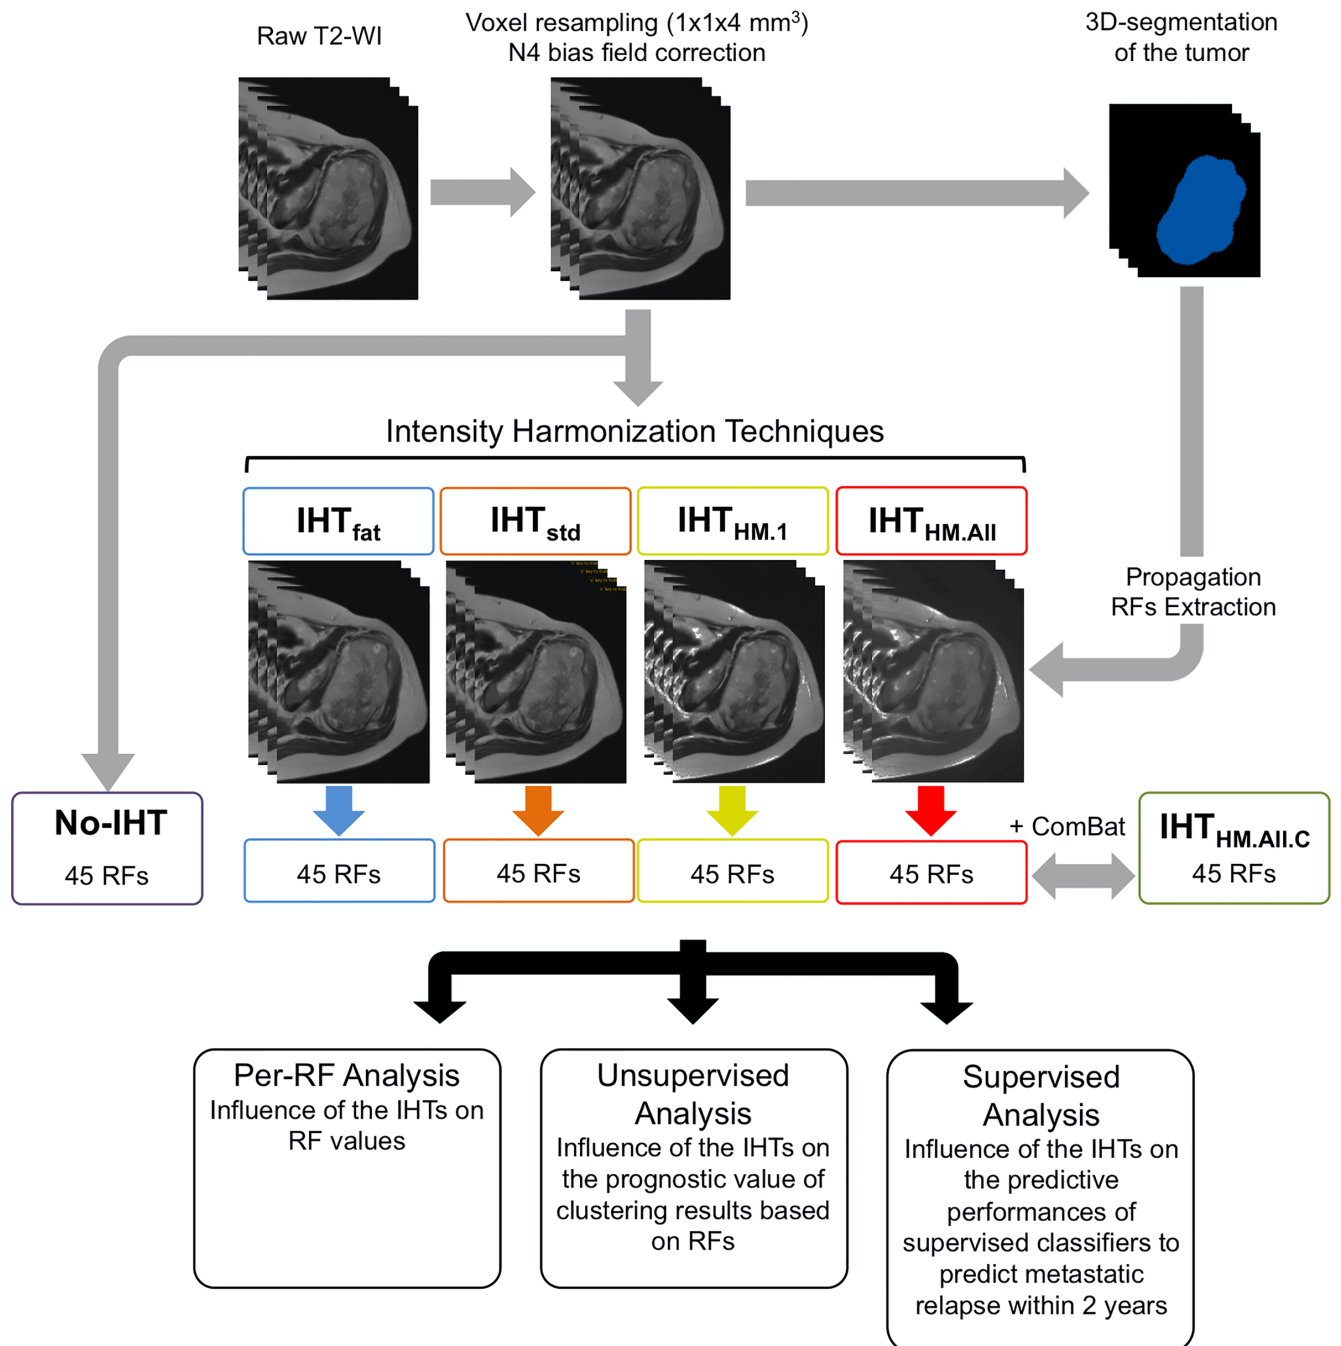 Raw T2-WI
Voxel resampling (1x1x4 mm³)
N4 bias field correction
3D-segmentation
of the tumor
Intensity Harmonization Techniques
IHTfat
IHTstd
IHTHM.1
IHTHM.All
Propagation
RFs Extraction
No-IHT
45 RFs
45 RFs
45 RFs
45 RFs
45 RFs
+ ComBat
IHTHM.All.C
45 RFs
Per-RF Analysis
Influence of the IHTs on
RF values
Unsupervised
Analysis
Influence of the IHTs on
the prognostic value of
clustering results based
on RFs
Supervised
Analysis
Influence of the IHTs on
the predictive
performances of
supervised classifiers to
predict metastatic
relapse within 2 years